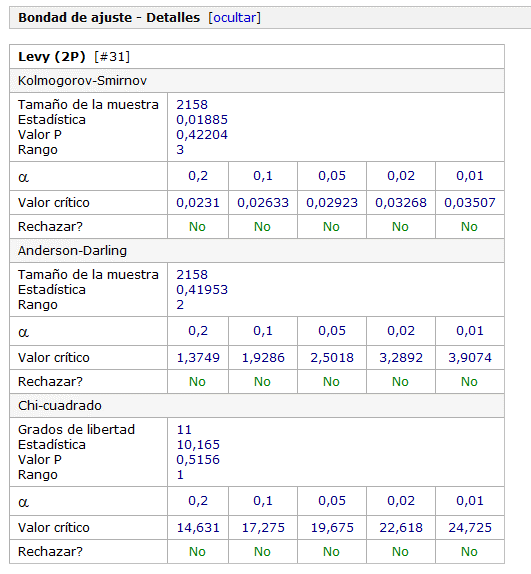 Bondad de ajuste - Detalles [ocultar]
Levy (2P) [#31]
Kolmogorov-Smirnov
Tamaño de la muestra 2158
Estadística 0,01885
Valor P 0,42204
Rango 3
α 0,2 0,1 0,05 0,02 0,01
Valor crítico 0,0231 0,02633 0,02923 0,03268 0,03507
Rechazar? No No No No No
Anderson-Darling
Tamaño de la muestra 2158
Estadística 0,41953
Rango 2
α 0,2 0,1 0,05 0,02 0,01
Valor crítico 1,3749 1,9286 2,5018 3,2892 3,9074
Rechazar? No No No No No
Chi-cuadrado
Grados de libertad 11
Estadística 10,165
Valor P 0,5156
Rango 1
α 0,2 0,1 0,05 0,02 0,01
Valor crítico 14,631 17,275 19,675 22,618 24,725
Rechazar? No No No No No